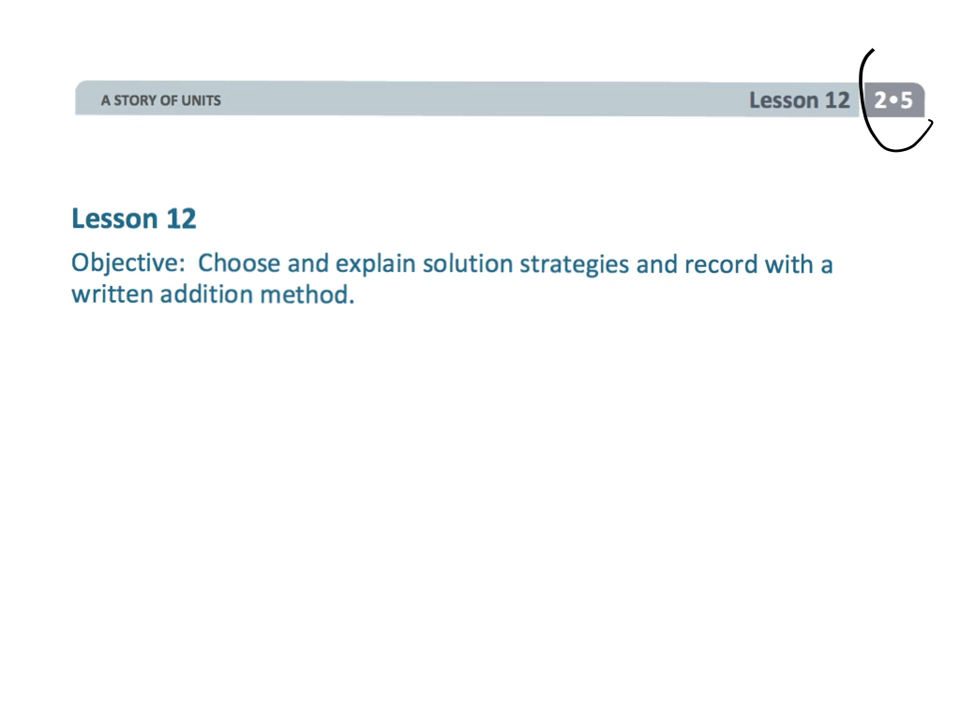 A STORY OF UNITS
Lesson 12 2•5
Lesson 12
Objective: Choose and explain solution strategies and record with a
written addition method.